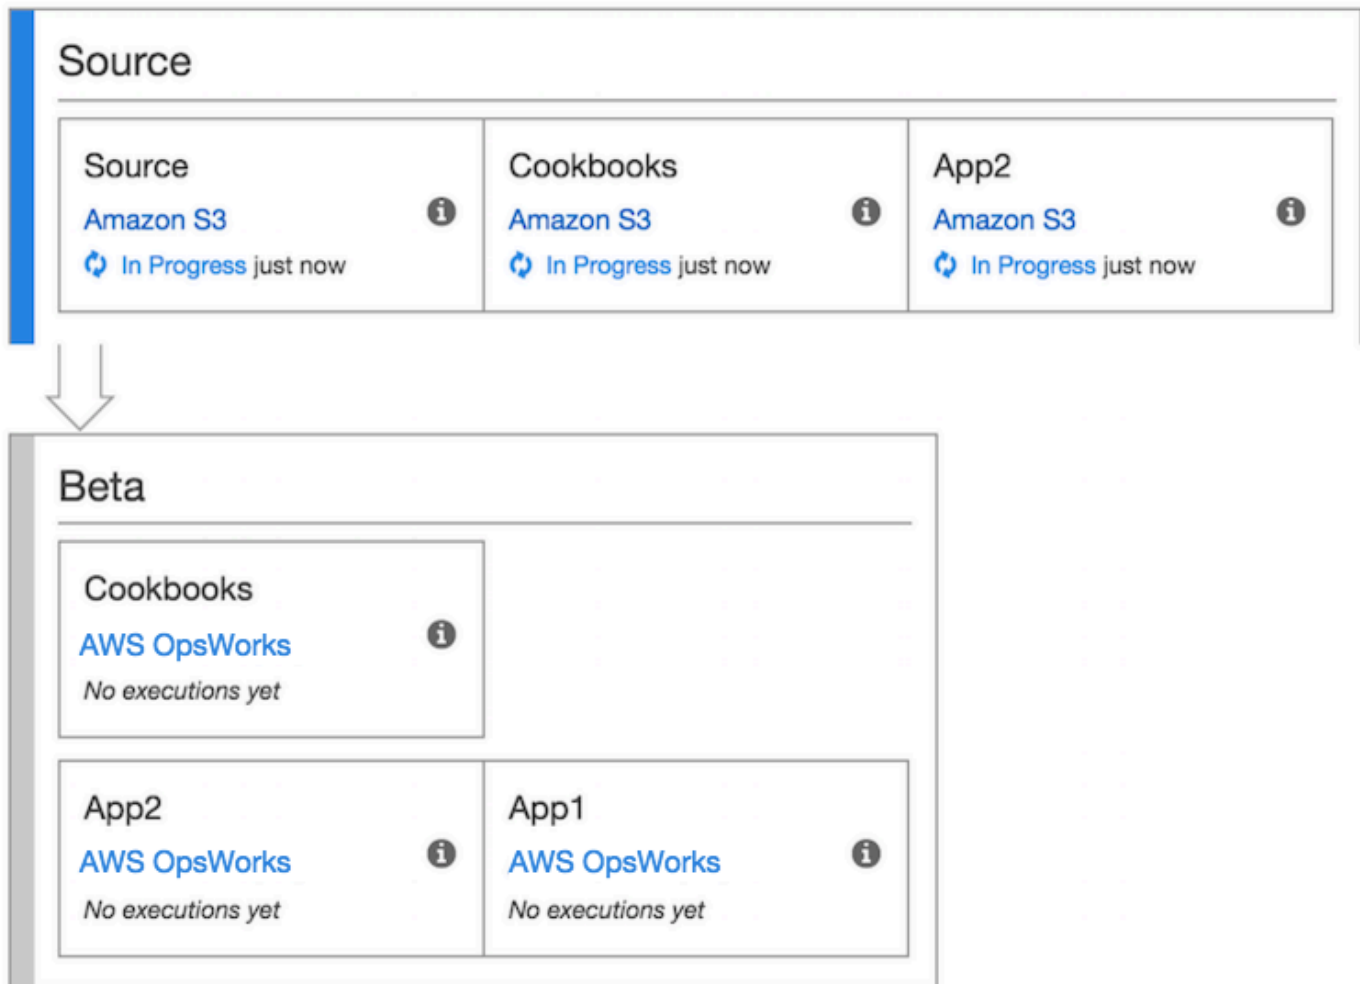 Source
Source
Amazon S3
In Progress just now
Cookbooks
Amazon S3
In Progress just now
App2
Amazon S3
In Progress just now
Beta
Cookbooks
AWS OpsWorks
No executions yet
App2
AWS OpsWorks
No executions yet
App1
AWS OpsWorks
No executions yet